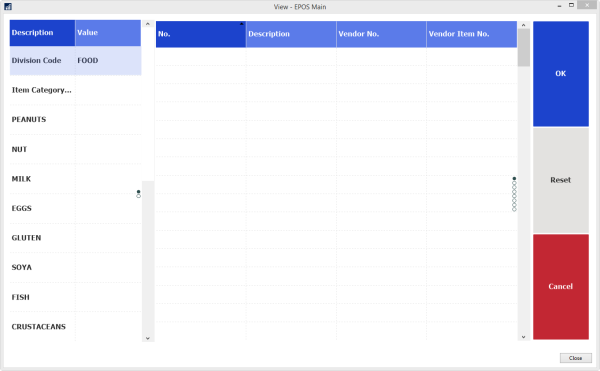 View - EPOS Main
Description Value
Division Code FOOD
Item Category...
PEANUTS
NUT
MILK
EGGS
GLUTEN
SOYA
FISH
CRUSTACEANS
No. Description Vendor No. Vendor Item No.
OK
Reset
Cancel
Close